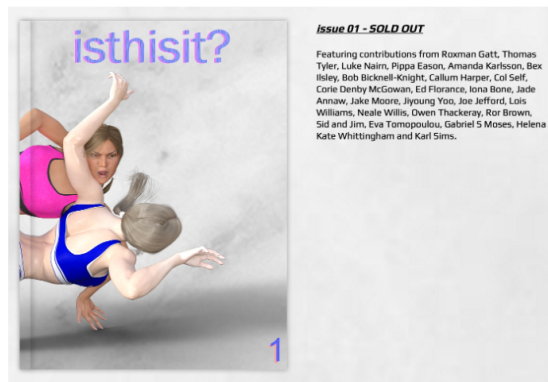 isthisit?
1
issue 01 - SOLD OUT
Featuring contributions from Roxman Gatt, Thomas
Tyler, Luke Nairn, Pippa Eason, Amanda Karlsson, Bex
Ilsley, Bob Bicknell-Knight, Callum Harper, Col Self,
Corie Denby McGowan, Ed Florance, Iona Bone, Jade
Annaw, Jake Moore, Jiyoung Yoo, Joe Jefford, Lois
Williams, Neale Willis, Owen Thackeray, Ror Brown,
Sid and Jim, Eva Tomopoulou, Gabriel S Moses, Helena
Kate Whittingham and Karl Sims.